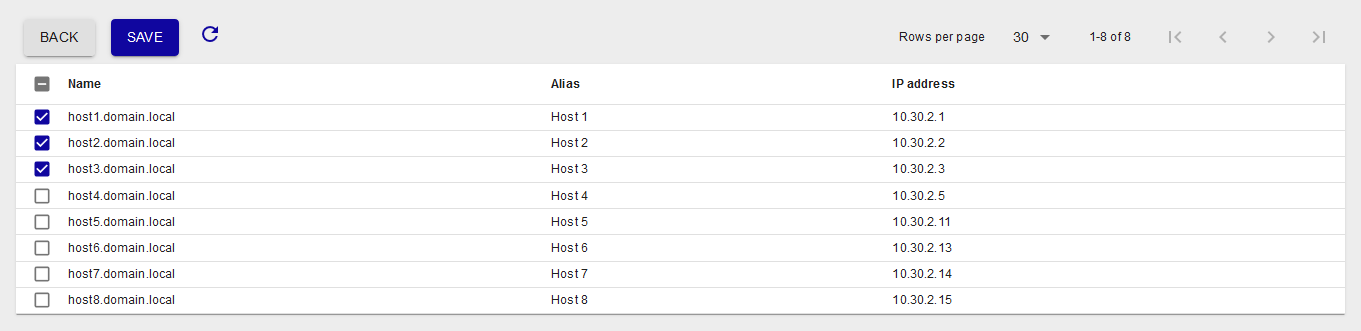 BACK SAVE Rows per page 30 1-8 of 8
Name Alias IP address
host1.domain.local Host 1 10.30.2.1
host2.domain.local Host 2 10.30.2.2
host3.domain.local Host 3 10.30.2.3
host4.domain.local Host 4 10.30.2.5
host5.domain.local Host 5 10.30.2.11
host6.domain.local Host 6 10.30.2.13
host7.domain.local Host 7 10.30.2.14
host8.domain.local Host 8 10.30.2.15